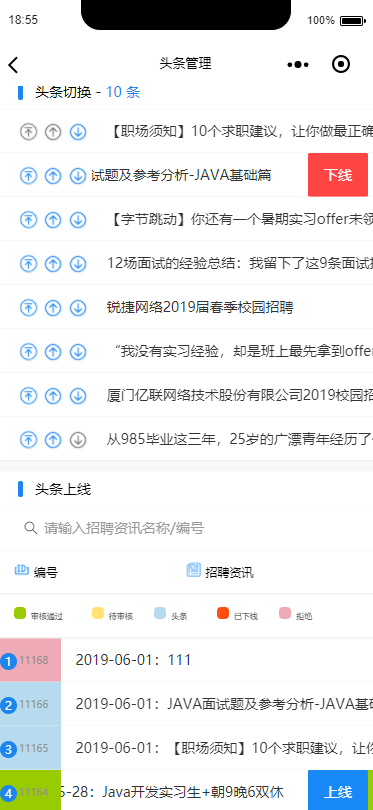 18:55 100%
头条管理
头条切换 - 10 条
【职场须知】10个求职建议，让你做最正确
试题及参考分析-JAVA基础篇 下线
【字节跳动】你还有一个暑期实习offer未领
12场面试的经验总结：我留下了这9条面试技
锐捷网络2019届春季校园招聘
“我没有实习经验，却是班上最先拿到offer
厦门亿联网络技术股份有限公司2019校园招
从985毕业这三年，25岁的广漂青年经历了
头条上线
请输入招聘资讯名称/编号
编号 招聘资讯
审核通过 待审核 头条 已下线 拒绝
1 11168 2019-06-01：111
2 11166 2019-06-01：JAVA面试题及参考分析-JAVA基础
3 11165 2019-06-01：【职场须知】10个求职建议，让你
4 11164 5-28：Java开发实习生+朝9晚6双休 上线